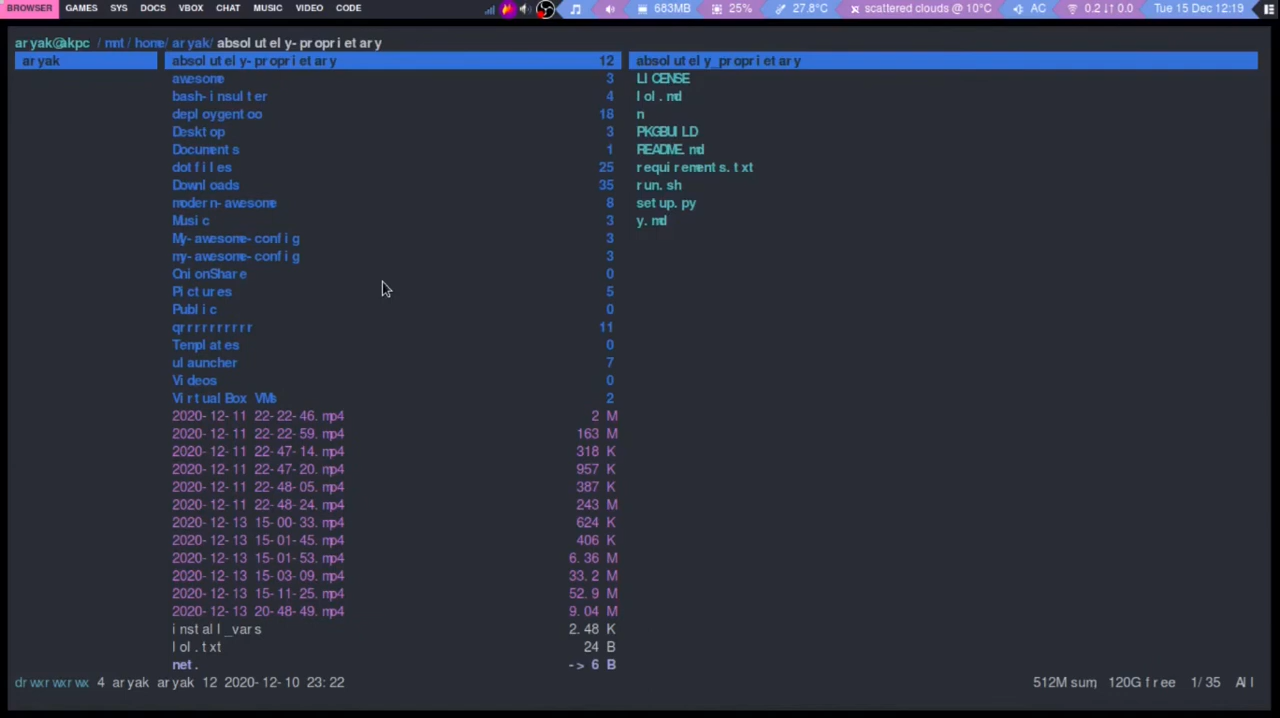 BROWSER GAMES SYS DOCS VBOX CHAT MUSIC VIDEO CODE 683MB 25% 27.8°C scattered clouds @ 10°C AC 0.2 ↓↑ 0.0 Tue 15 Dec 12:19
aryak@akpc /mnt/home/aryak/absolutely-proprietary
aryak absolutely-proprietary 12 absolutely_proprietary
awesome 3 LICENSE
bash-insulter 4 lol.md
deploygentoo 18 n
Desktop 3 PKGBUILD
Documents 1 README.md
dotfiles 25 requirements.txt
Downloads 35 run.sh
modern-awesome 8 setup.py
Music 3 y.md
My-awesome-config 3
my-awesome-config 3
OnionShare 0
Pictures 5
Public 0
qrrrrrrrrrr 11
Templates 0
ulauncher 7
Videos 0
VirtualBox VMs 2
2020-12-11 22-22-46.mp4 2 M
2020-12-11 22-22-59.mp4 163 M
2020-12-11 22-47-14.mp4 318 K
2020-12-11 22-47-20.mp4 957 K
2020-12-11 22-48-05.mp4 387 K
2020-12-11 22-48-24.mp4 243 M
2020-12-13 15-00-33.mp4 624 K
2020-12-13 15-01-45.mp4 406 K
2020-12-13 15-01-53.mp4 6.36 M
2020-12-13 15-03-09.mp4 33.2 M
2020-12-13 15-11-25.mp4 52.9 M
2020-12-13 20-48-49.mp4 9.04 M
install_vars 2.48 K
lol.txt 24 B
net. -> 6 B
drwxrwxrwx 4 aryak aryak 12 2020-12-10 23:22 512M sum, 120G free 1/35 All